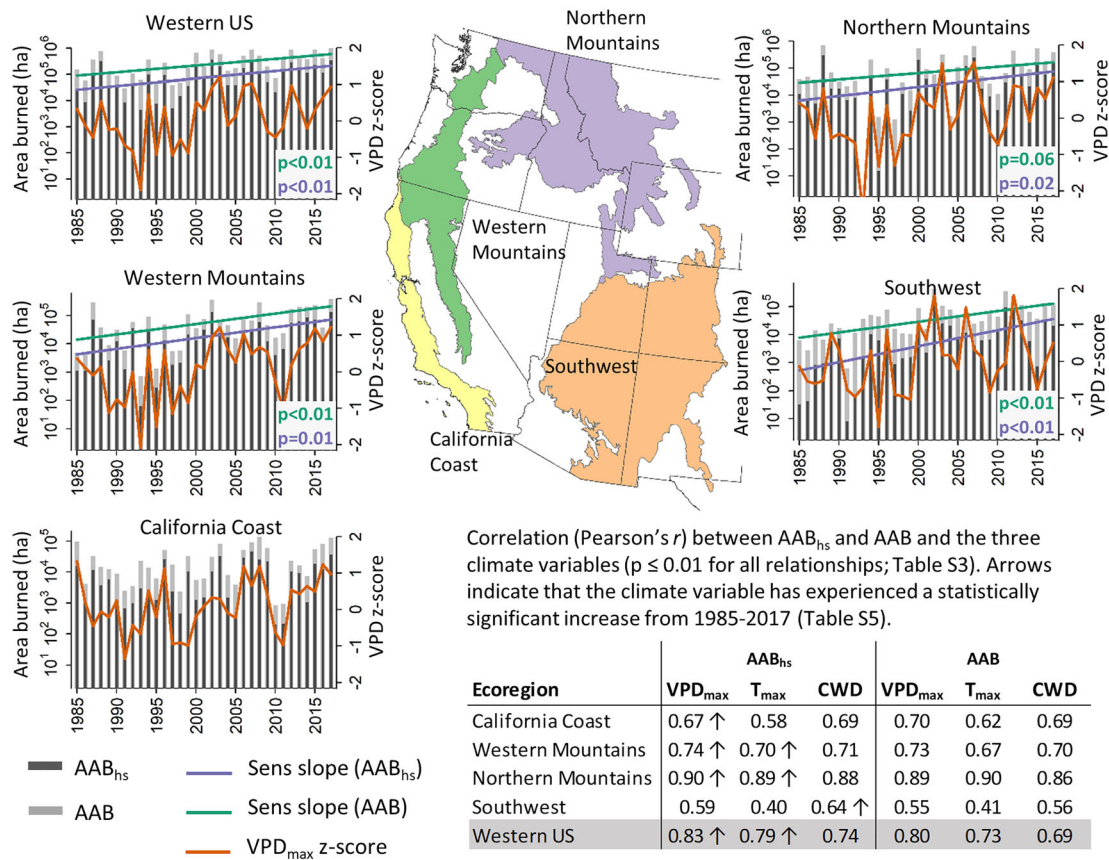 Western US
Area burned (ha)
10^6
10^5
10^4
10^3
10^2
10^1
2
1
0
-1
-2
VPD z-score
p<0.01
p<0.01
1985
1990
1995
2000
2005
2010
2015
Northern
Mountains
Western
Mountains
Southwest
California
Coast
Northern Mountains
Area burned (ha)
10^6
10^5
10^4
10^3
10^2
10^1
2
1
0
-1
-2
VPD z-score
p=0.06
p=0.02
1985
1990
1995
2000
2005
2010
2015
Western Mountains
Area burned (ha)
10^5
10^4
10^3
10^2
10^1
2
1
0
-1
-2
VPD z-score
p<0.01
p=0.01
1985
1990
1995
2000
2005
2010
2015
Southwest
Area burned (ha)
10^5
10^4
10^3
10^2
10^1
2
1
0
-1
-2
VPD z-score
p<0.01
p<0.01
1985
1990
1995
2000
2005
2010
2015
California Coast
Area burned (ha)
10^5
10^4
10^3
10^2
10^1
2
1
0
-1
-2
VPD z-score
1985
1990
1995
2000
2005
2010
2015
AABhs
AAB
Sens slope (AABhs)
Sens slope (AAB)
VPDmax z-score
Correlation (Pearson's r) between AABhs and AAB and the three
climate variables (p ≤ 0.01 for all relationships; Table S3). Arrows
indicate that the climate variable has experienced a statistically
significant increase from 1985-2017 (Table S5).
AABhs AAB
Ecoregion VPDmax Tmax CWD VPDmax Tmax CWD
California Coast 0.67 ↑ 0.58 0.69 0.70 0.62 0.69
Western Mountains 0.74 ↑ 0.70 ↑ 0.71 0.73 0.67 0.70
Northern Mountains 0.90 ↑ 0.89 ↑ 0.88 0.89 0.90 0.86
Southwest 0.59 0.40 0.64 ↑ 0.55 0.41 0.56
Western US 0.83 ↑ 0.79 ↑ 0.74 0.80 0.73 0.69